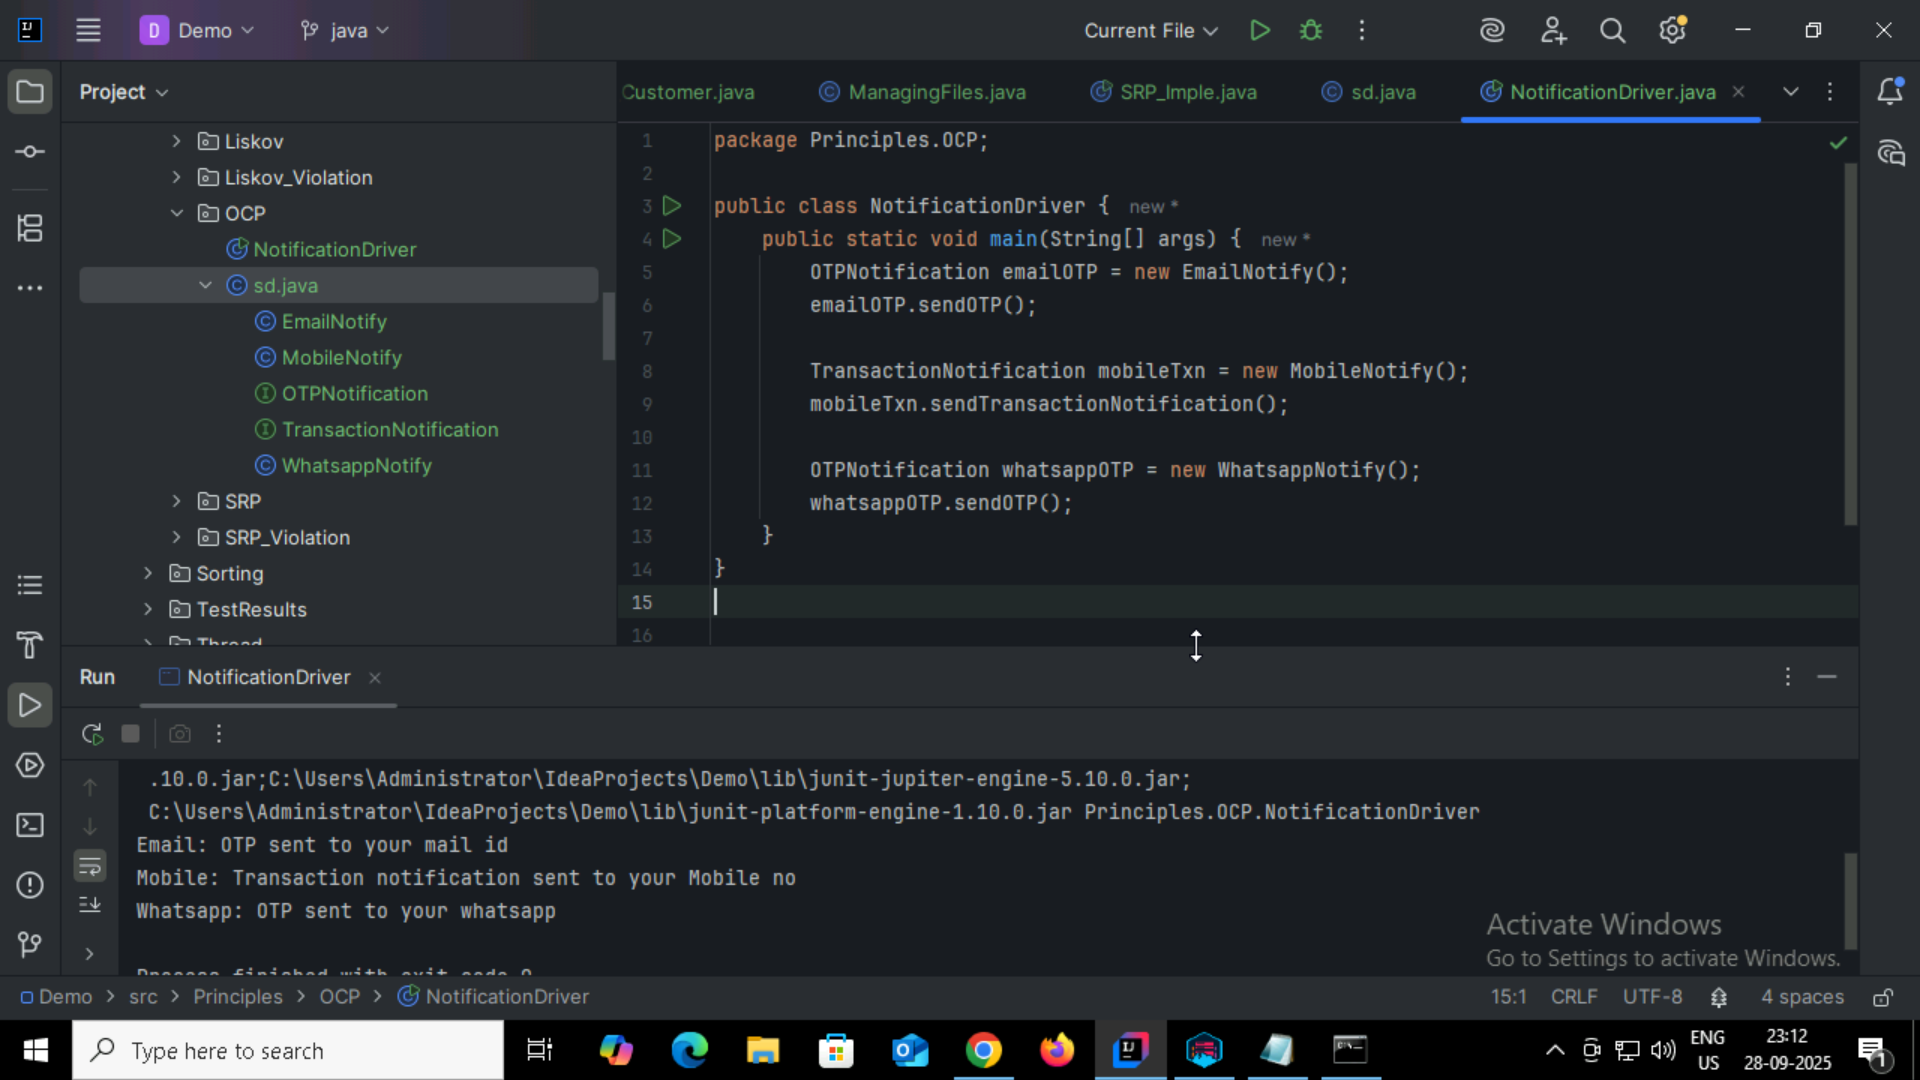 D Demo java Current File
Project
Customer.java ManagingFiles.java SRP_Imple.java sd.java NotificationDriver.java
Liskov
Liskov_Violation
OCP
NotificationDriver
sd.java
EmailNotify
MobileNotify
OTPNotification
TransactionNotification
WhatsappNotify
SRP
SRP_Violation
Sorting
TestResults
Thread
1 package Principles.OCP;
2
3 public class NotificationDriver { new *
4 public static void main(String[] args) { new *
5 OTPNotification emailOTP = new EmailNotify();
6 emailOTP.sendOTP();
7
8 TransactionNotification mobileTxn = new MobileNotify();
9 mobileTxn.sendTransactionNotification();
10
11 OTPNotification whatsappOTP = new WhatsappNotify();
12 whatsappOTP.sendOTP();
13 }
14 }
15
16
Run NotificationDriver
.10.0.jar;C:\Users\Administrator\IdeaProjects\Demo\lib\junit-jupiter-engine-5.10.0.jar;
C:\Users\Administrator\IdeaProjects\Demo\lib\junit-platform-engine-1.10.0.jar Principles.OCP.NotificationDriver
Email: OTP sent to your mail id
Mobile: Transaction notification sent to your Mobile no
Whatsapp: OTP sent to your whatsapp
Process finished with exit code 0
Activate Windows
Go to Settings to activate Windows.
Demo > src > Principles > OCP > NotificationDriver 15:1 CRLF UTF-8 4 spaces
Type here to search
ENG
US
23:12
28-09-2025
1